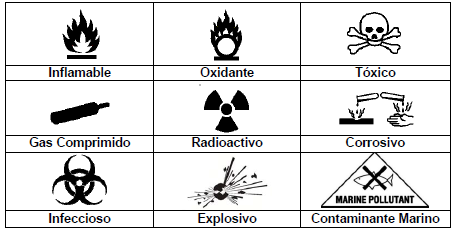 Inflamable
Oxidante
Tóxico
Gas Comprimido
Radioactivo
Corrosivo
Infeccioso
Explosivo
MARINE POLLUTANT
Contaminante Marino